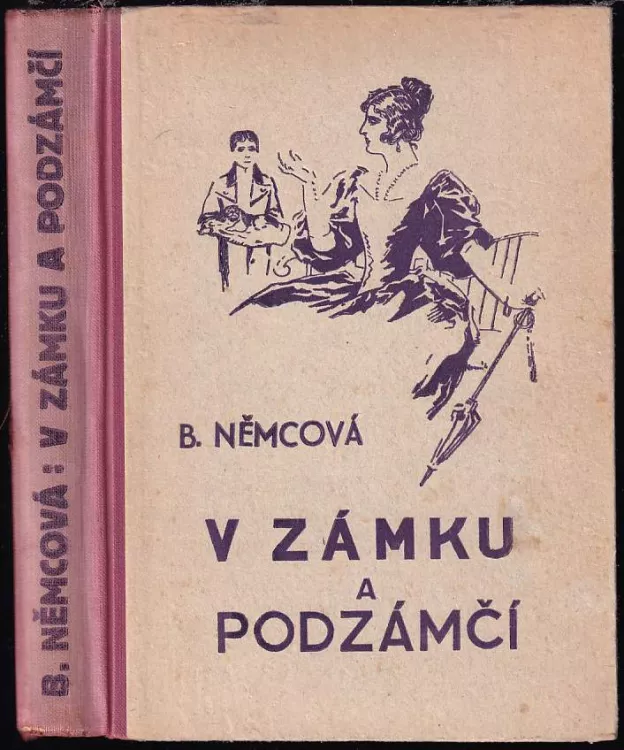 B. NĚMCOVÁ: V ZÁMKU A PODZÁMČÍ
B. NĚMCOVÁ
V ZÁMKU
A
PODZÁMČÍ